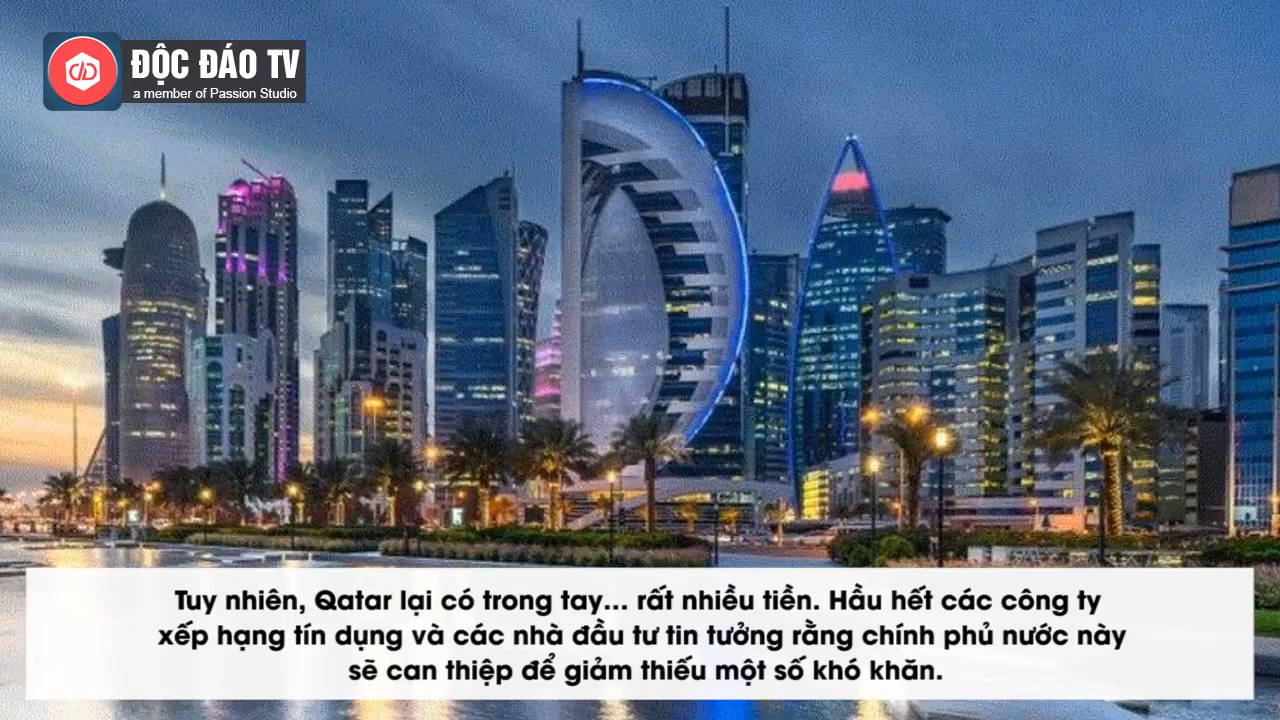 ĐỘC ĐÁO TV
a member of Passion Studio
Tuy nhiên, Qatar lại có trong tay... rất nhiều tiền. Hầu hết các công ty
xếp hạng tín dụng và các nhà đầu tư tin tưởng rằng chính phủ nước này
sẽ can thiệp để giảm thiểu một số khó khăn.